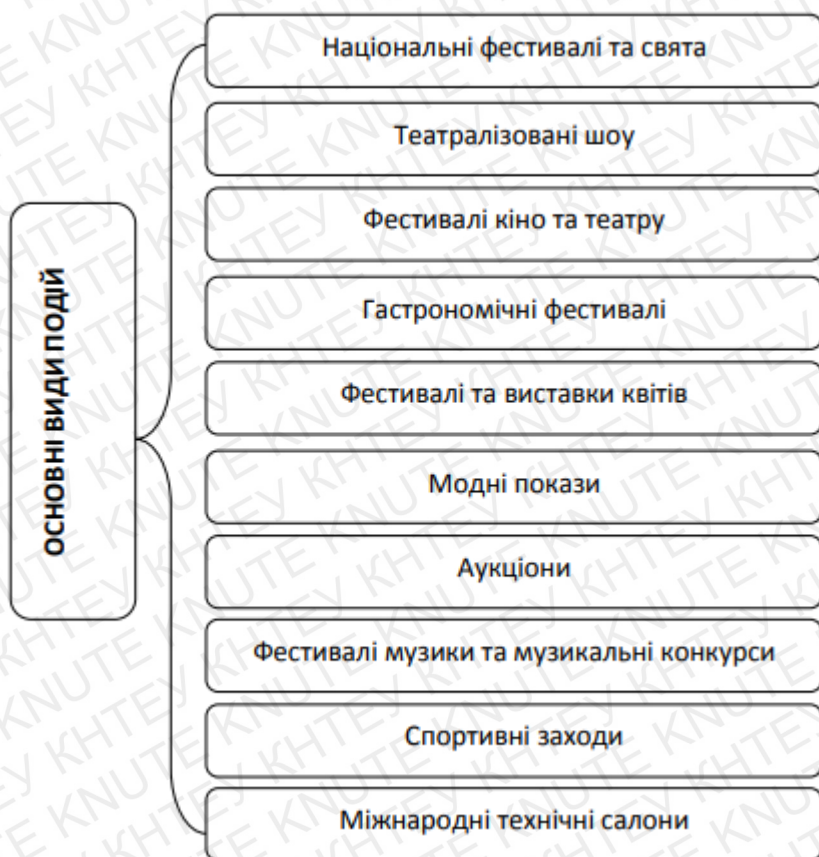 ОСНОВНІ ВИДИ ПОДІЙ
Національні фестивалі та свята
Театралізовані шоу
Фестивалі кіно та театру
Гастрономічні фестивалі
Фестивалі та виставки квітів
Модні покази
Аукціони
Фестивалі музики та музикальні конкурси
Спортивні заходи
Міжнародні технічні салони